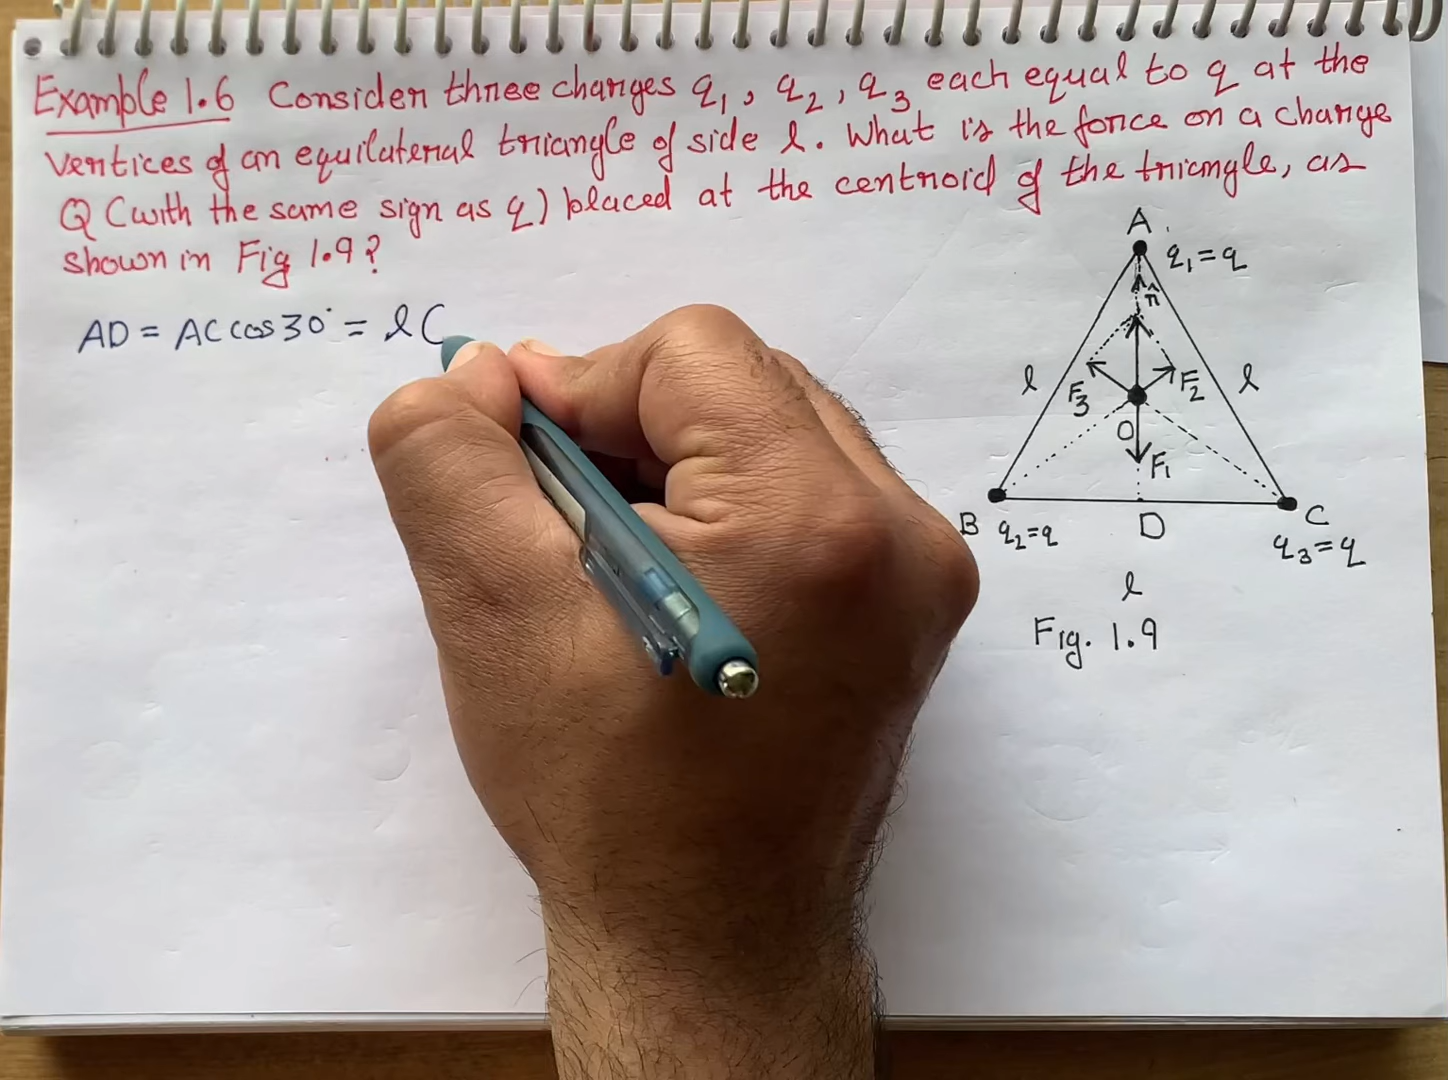 Example 1.6 Consider three charges q₁, q₂, q₃ each equal to q at the
vertices of an equilateral triangle of side l. What is the force on a charge
Q (with the same sign as q) placed at the centroid of the triangle, as
shown in Fig 1.9?
AD = AC cos30° = l C
A
q₁=q
n̂
l
l
F₃
F₂
O
F₁
B q₂=q
D
C
q₃=q
l
Fig. 1.9